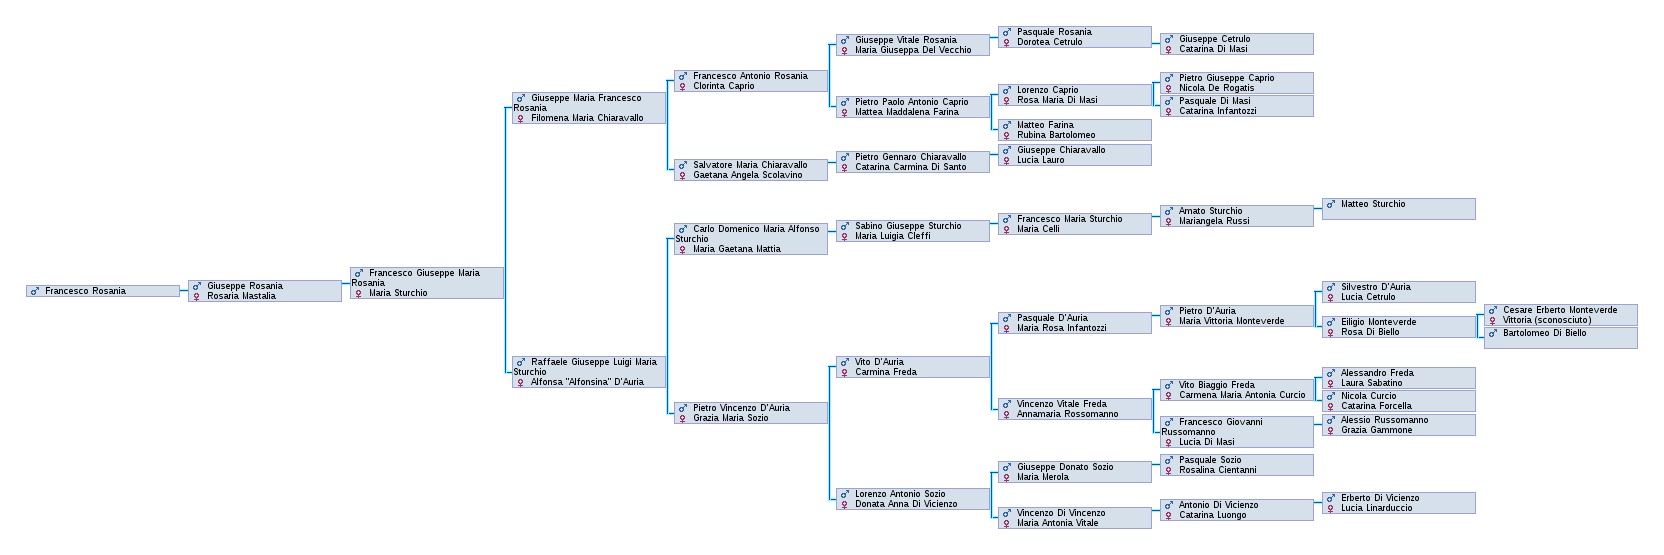 Francesco Rosania
Giuseppe Rosania
Rosaria Mastalia
Francesco Giuseppe Maria
Rosania
Maria Sturchio
Giuseppe Maria Francesco
Rosania
Filomena Maria Chiaravallo
Raffaele Giuseppe Luigi Maria
Sturchio
Alfonsa "Alfonsina" D'Auria
Francesco Antonio Rosania
Clorinta Caprio
Salvatore Maria Chiaravallo
Gaetana Angela Scolavino
Carlo Domenico Maria Alfonso
Sturchio
Maria Gaetana Mattia
Pietro Vincenzo D'Auria
Grazia Maria Sozio
Giuseppe Vitale Rosania
Maria Giuseppa Del Vecchio
Pietro Paolo Antonio Caprio
Mattea Maddalena Farina
Pietro Gennaro Chiaravallo
Catarina Carmina Di Santo
Sabino Giuseppe Sturchio
Maria Luigia Cleffi
Vito D'Auria
Carmina Freda
Lorenzo Antonio Sozio
Donata Anna Di Vicienzo
Pasquale Rosania
Dorotea Cetrulo
Lorenzo Caprio
Rosa Maria Di Masi
Matteo Farina
Rubina Bartolomeo
Giuseppe Chiaravallo
Lucia Lauro
Francesco Maria Sturchio
Maria Celli
Pasquale D'Auria
Maria Rosa Infantozzi
Vincenzo Vitale Freda
Annamaria Rossomanno
Giuseppe Donato Sozio
Maria Merola
Vincenzo Di Vincenzo
Maria Antonia Vitale
Giuseppe Cetrulo
Catarina Di Masi
Pietro Giuseppe Caprio
Nicola De Rogatis
Pasquale Di Masi
Catarina Infantozzi
Amato Sturchio
Mariangela Russi
Pietro D'Auria
Maria Vittoria Monteverde
Vito Biaggio Freda
Carmena Maria Antonia Curcio
Francesco Giovanni
Russomanno
Lucia Di Masi
Pasquale Sozio
Rosalina Cientanni
Antonio Di Vicienzo
Catarina Luongo
Matteo Sturchio
Silvestro D'Auria
Lucia Cetrulo
Eiligio Monteverde
Rosa Di Biello
Alessandro Freda
Laura Sabatino
Nicola Curcio
Catarina Forcella
Alessio Russomanno
Grazia Gammone
Erberto Di Vicienzo
Lucia Linarduccio
Cesare Erberto Monteverde
Vittoria (sconosciuto)
Bartolomeo Di Biello